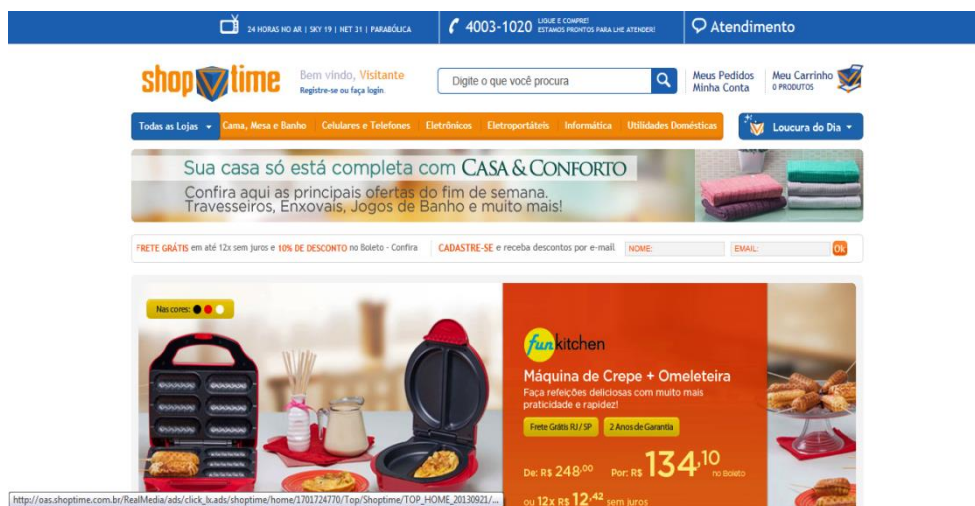 24 HORAS NO AR | SKY 19 | NET 31 | PARABÓLICA
4003-1020 LIGUE E COMPRE!
ESTAMOS PRONTOS PARA LHE ATENDER!
Atendimento
shoptime
Bem vindo, Visitante
Registre-se ou faça login
Digite o que você procura
Meus Pedidos
Minha Conta
Meu Carrinho
0 PRODUTOS
Todas as Lojas
Cama, Mesa e Banho
Celulares e Telefones
Eletrônicos
Eletroportáteis
Informática
Utilidades Domésticas
Loucura do Dia
Sua casa só está completa com CASA & CONFORTO
Confira aqui as principais ofertas do fim de semana.
Travesseiros, Enxovais, Jogos de Banho e muito mais!
FRETE GRÁTIS em até 12x sem juros e 10% DE DESCONTO no Boleto - Confira
CADASTRE-SE e receba descontos por e-mail
NOME:
EMAIL:
Ok
Nas cores:
funkitchen
Máquina de Crepe + Omeleteira
Faça refeições deliciosas com muito mais
praticidade e rapidez!
Frete Grátis RJ / SP
2 Anos de Garantia
De: R$ 248,00 Por: R$ 134,10 no Boleto
ou 12x R$ 12,42 sem juros
http://oas.shoptime.com.br/RealMedia/ads/click_lx.ads/shoptime/home/1701724770/Top/Shoptime/TOP_HOME_20130921/...